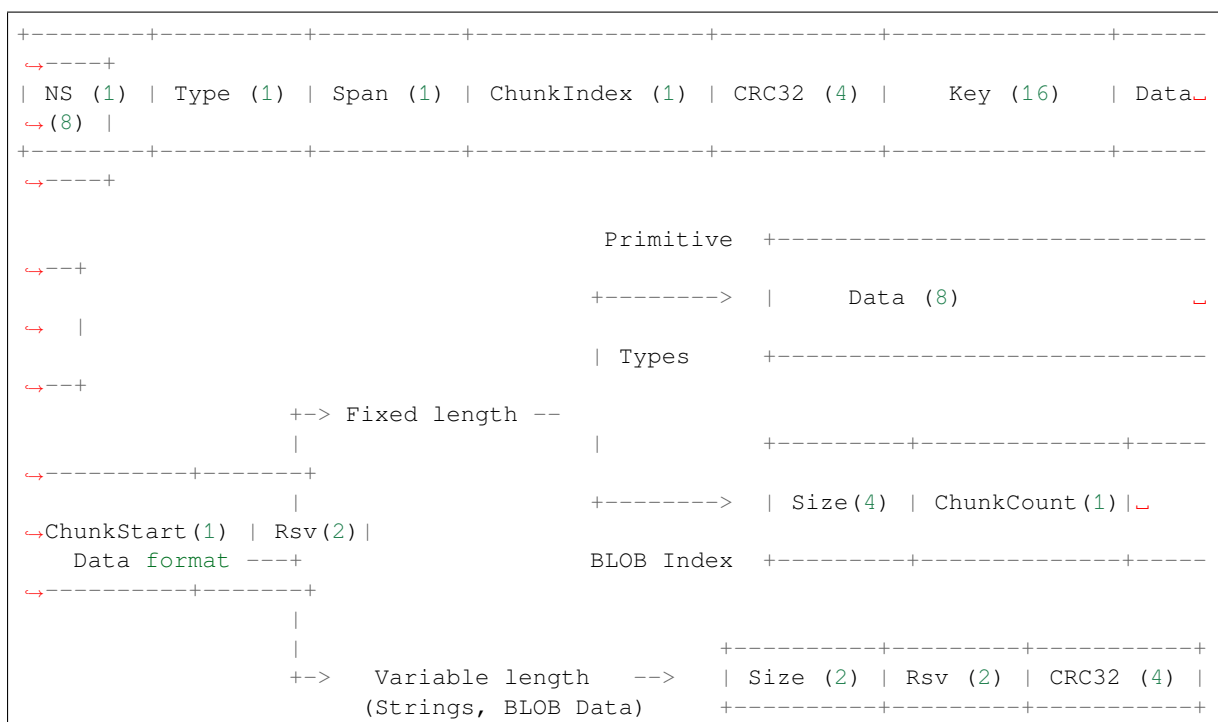 +--------+----------+----------+---------------+-----------+--------------+------
↪----+
| NS (1) | Type (1) | Span (1) | ChunkIndex (1) | CRC32 (4) |    Key (16)    | Data␣
↪(8) |
+--------+----------+----------+---------------+-----------+--------------+------
↪----+
Primitive  +----------------------------
↪--+
+-------->  |     Data (8)                ␣
↪  |
| Types     +----------------------------
↪--+
+-> Fixed length --
|                   |           +---------+--------------+-----
↪----------+-------+
|                   +-------->  | Size(4) | ChunkCount(1)|␣
↪ChunkStart(1) | Rsv(2)|
Data format ---+                   BLOB Index  +---------+--------------+-----
↪----------+-------+
|
|                           +----------+---------+-----------+
+->   Variable length   -->  | Size (2) | Rsv (2) | CRC32 (4) |
(Strings, BLOB Data)     +----------+---------+-----------+